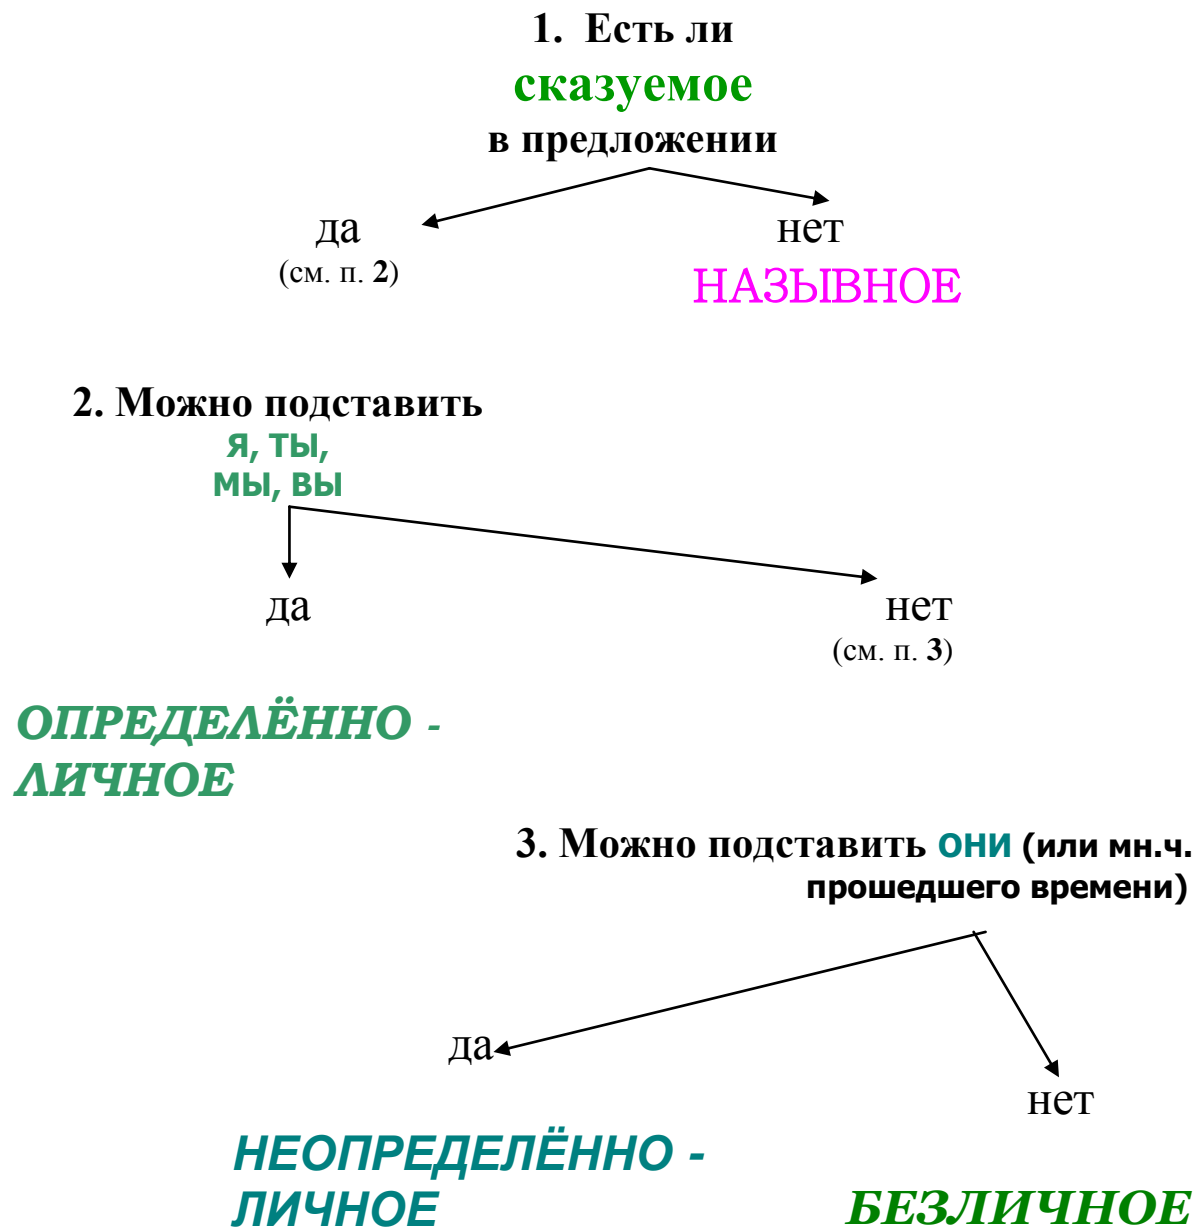 1. Есть ли
сказуемое
в предложении
да
нет
(см. п. 2)
НАЗЫВНОЕ
2. Можно подставить
Я, ТЫ,
МЫ, ВЫ
да
нет
(см. п. 3)
ОПРЕДЕЛЁННО -
ЛИЧНОЕ
3. Можно подставить ОНИ (или мн.ч.
прошедшего времени)
да
нет
НЕОПРЕДЕЛЁННО -
ЛИЧНОЕ
БЕЗЛИЧНОЕ